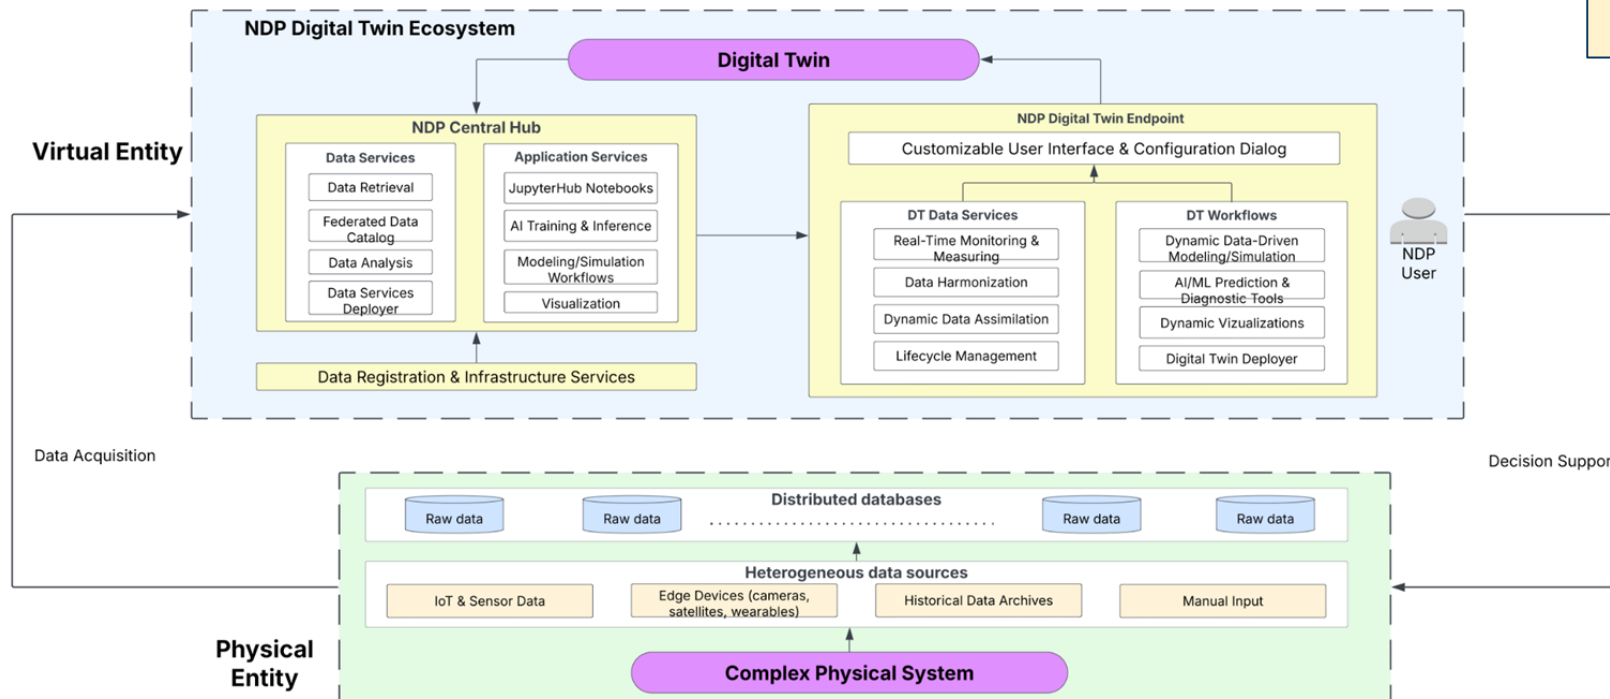 NDP Digital Twin Ecosystem
Digital Twin
Virtual Entity
NDP Central Hub
Data Services
Data Retrieval
Federated Data
Catalog
Data Analysis
Data Services
Deployer
Application Services
JupyterHub Notebooks
AI Training & Inference
Modeling/Simulation
Workflows
Visualization
Data Registration & Infrastructure Services
NDP Digital Twin Endpoint
Customizable User Interface & Configuration Dialog
DT Data Services
Real-Time Monitoring &
Measuring
Data Harmonization
Dynamic Data Assimilation
Lifecycle Management
DT Workflows
Dynamic Data-Driven
Modeling/Simulation
AI/ML Prediction &
Diagnostic Tools
Dynamic Vizualizations
Digital Twin Deployer
NDP
User
Data Acquisition
Decision Suppor
Distributed databases
Raw data
Raw data
Raw data
Raw data
Heterogeneous data sources
IoT & Sensor Data
Edge Devices (cameras,
satellites, wearables)
Historical Data Archives
Manual Input
Physical
Entity
Complex Physical System